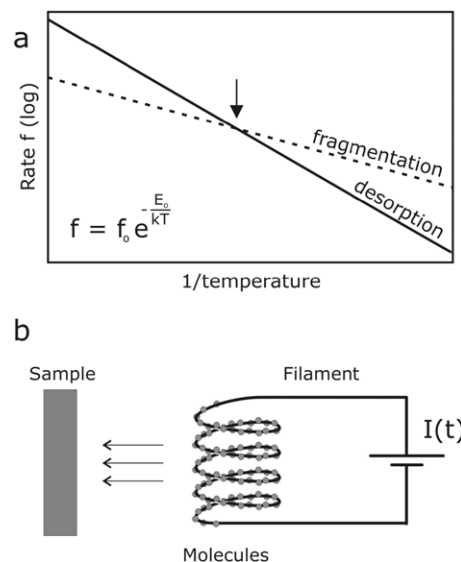 a
Rate f (log)
fragmentation
desorption
f = f₀ e^(-E₀/kT)
1/temperature
b
Sample
Filament
I(t)
Molecules